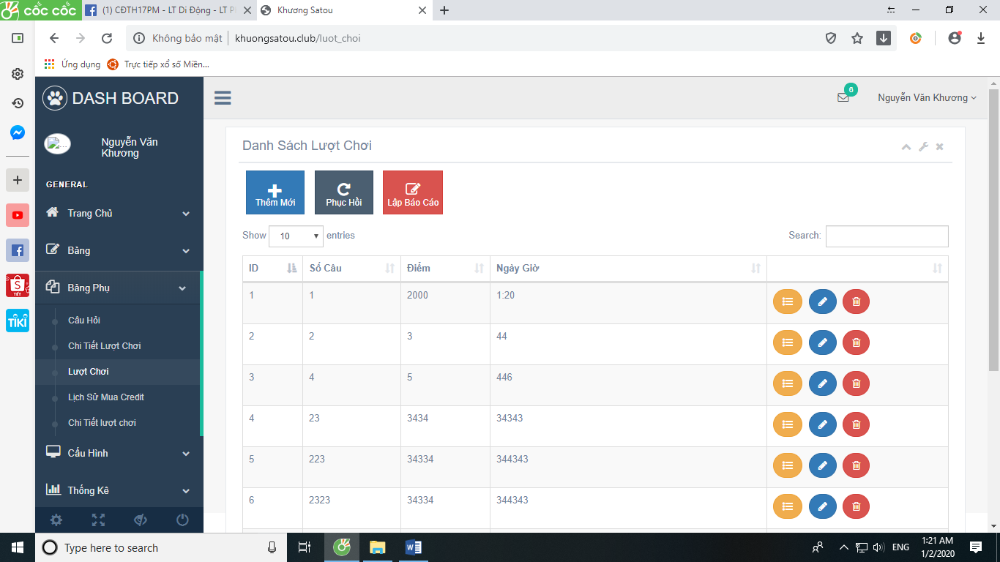 cốc cốc
(1) CĐTH17PM - LT Di Động - LT P
Khương Satou
Không bảo mật
khuongsatou.club/luot_choi
Ứng dụng
Trực tiếp xổ số Miền...
DASH BOARD
6
Nguyễn Văn Khương
Nguyễn Văn
Khương
GENERAL
Trang Chủ
Bảng
Bảng Phụ
Câu Hỏi
Chi Tiết Lượt Chơi
Lượt Chơi
Lịch Sử Mua Credit
Chi Tiết lượt chơi
Cấu Hình
Thống Kê
TẾT
TIKI
Danh Sách Lượt Chơi
Thêm Mới
Phục Hồi
Lập Báo Cáo
Show 10 entries
Search:
ID Số Câu Điểm Ngày Giờ
1 1 2000 1:20
2 2 3 44
3 4 5 446
4 23 3434 34343
5 223 34334 344343
6 2323 34334 344343
Type here to search
ENG
1:21 AM
1/2/2020